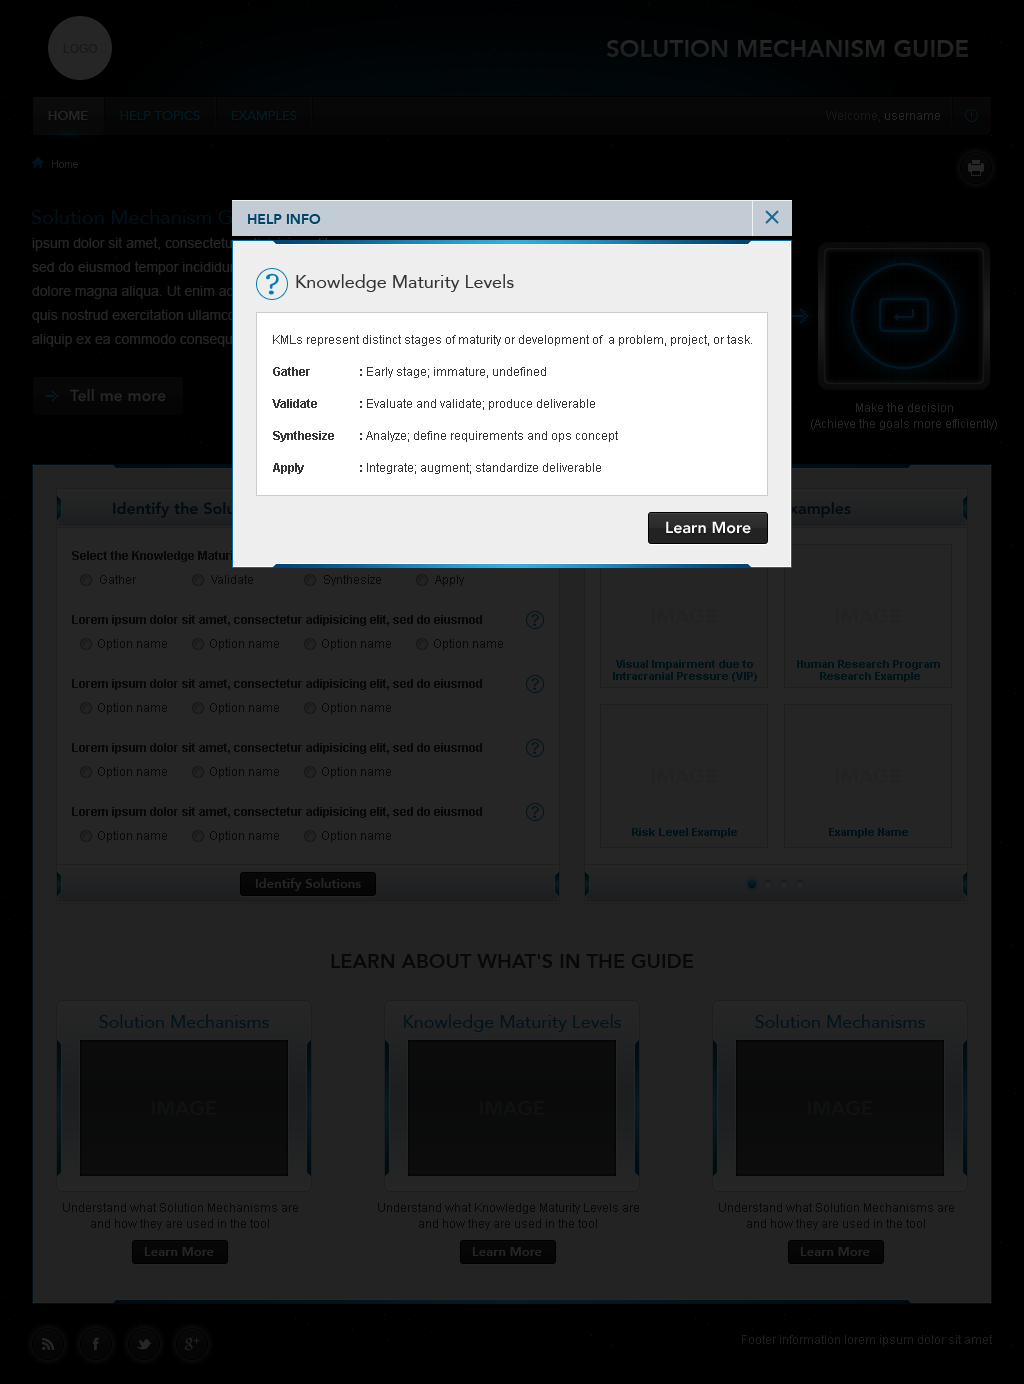 LOGO
SOLUTION MECHANISM GUIDE
HOME
HELP TOPICS
EXAMPLES
Welcome, username
Home
Solution Mechanism
ipsum dolor sit amet,
sed do eiusmod tempor
dolore magna aliqua. Ut enim
quis nostrud exercitation
aliquip ex ea commodo
Tell me more
Make the decision
(Achieve the goals more efficiently)
HELP INFO
Knowledge Maturity Levels
KMLs represent distinct stages of maturity or development of a problem, project, or task.
Gather : Early stage; immature, undefined
Validate : Evaluate and validate; produce deliverable
Synthesize : Analyze; define requirements and ops concept
Apply : Integrate; augment; standardize deliverable
Learn More
Identify the
Select the Knowledge
Gather Validate Synthesize Apply
Lorem ipsum dolor sit amet, consectetur adipisicing elit, sed do eiusmod
Option name Option name Option name Option name
Lorem ipsum dolor sit amet, consectetur adipisicing elit, sed do eiusmod
Option name Option name Option name
Lorem ipsum dolor sit amet, consectetur adipisicing elit, sed do eiusmod
Option name Option name Option name
Lorem ipsum dolor sit amet, consectetur adipisicing elit, sed do eiusmod
Option name Option name Option name
Identify Solutions
IMAGE
Visual Impairment due to
Intracranial Pressure (VIP)
IMAGE
Human Research Program
Research Example
IMAGE
Risk Level Example
IMAGE
Example Name
LEARN ABOUT WHAT'S IN THE GUIDE
Solution Mechanisms
IMAGE
Understand what Solution Mechanisms are
and how they are used in the tool
Learn More
Knowledge Maturity Levels
IMAGE
Understand what Knowledge Maturity Levels are
and how they are used in the tool
Learn More
Solution Mechanisms
IMAGE
Understand what Solution Mechanisms are
and how they are used in the tool
Learn More
Footer information lorem ipsum dolor sit amet